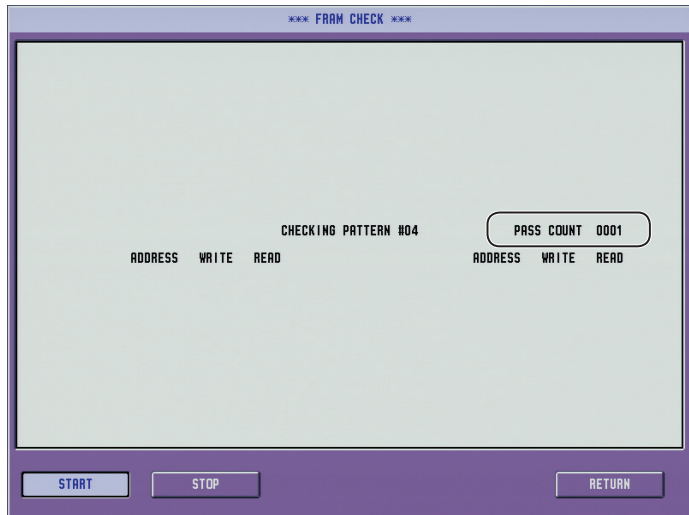 *** FRAM CHECK ***
CHECKING PATTERN #04 PASS COUNT 0001
ADDRESS WRITE READ ADDRESS WRITE READ
START STOP RETURN